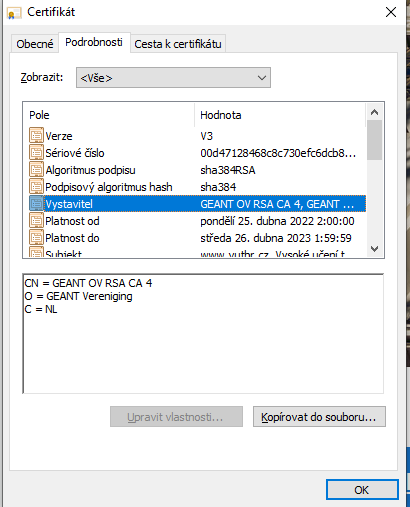 Certifikát
Obecné Podrobnosti Cesta k certifikátu
Zobrazit: <Vše>
Pole Hodnota
Verze V3
Sériové číslo 00d47128468c8c730efc6dcb8...
Algoritmus podpisu sha384RSA
Podpisový algoritmus hash sha384
Vystavitel GEANT OV RSA CA 4, GEANT ...
Platnost od pondělí 25. dubna 2022 2:00:00
Platnost do středa 26. dubna 2023 1:59:59
Subjekt www.vutbr.cz, Vysoké učení t...
CN = GEANT OV RSA CA 4
O = GEANT Vereniging
C = NL
Upravit vlastnosti... Kopírovat do souboru...
OK